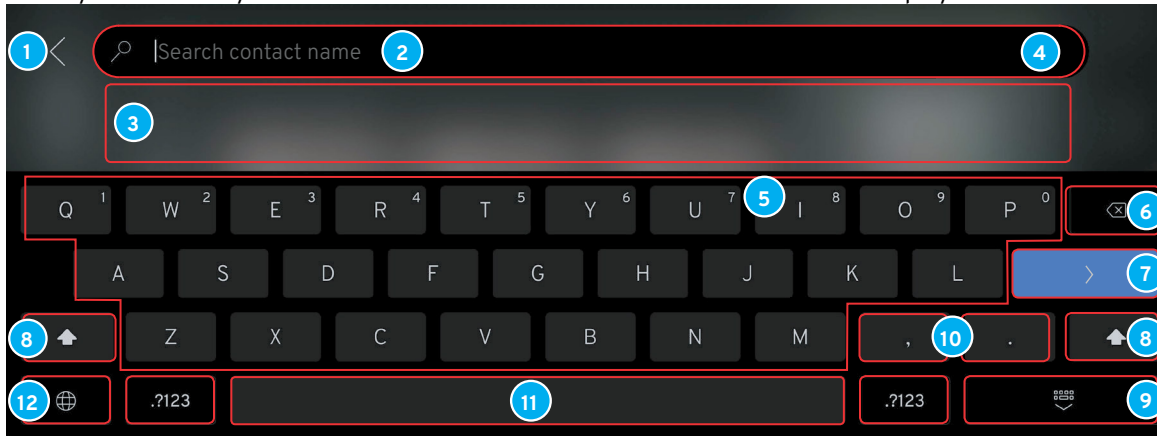 1 Search contact name 2 4
3
Q 1 W 2 E 3 R 4 T 5 Y 6 U 7 5 I 8 O 9 P 0 6
A S D F G H J K L 7
8 Z X C V B N M , 10 . 8
12 .?123 11 .?123 9